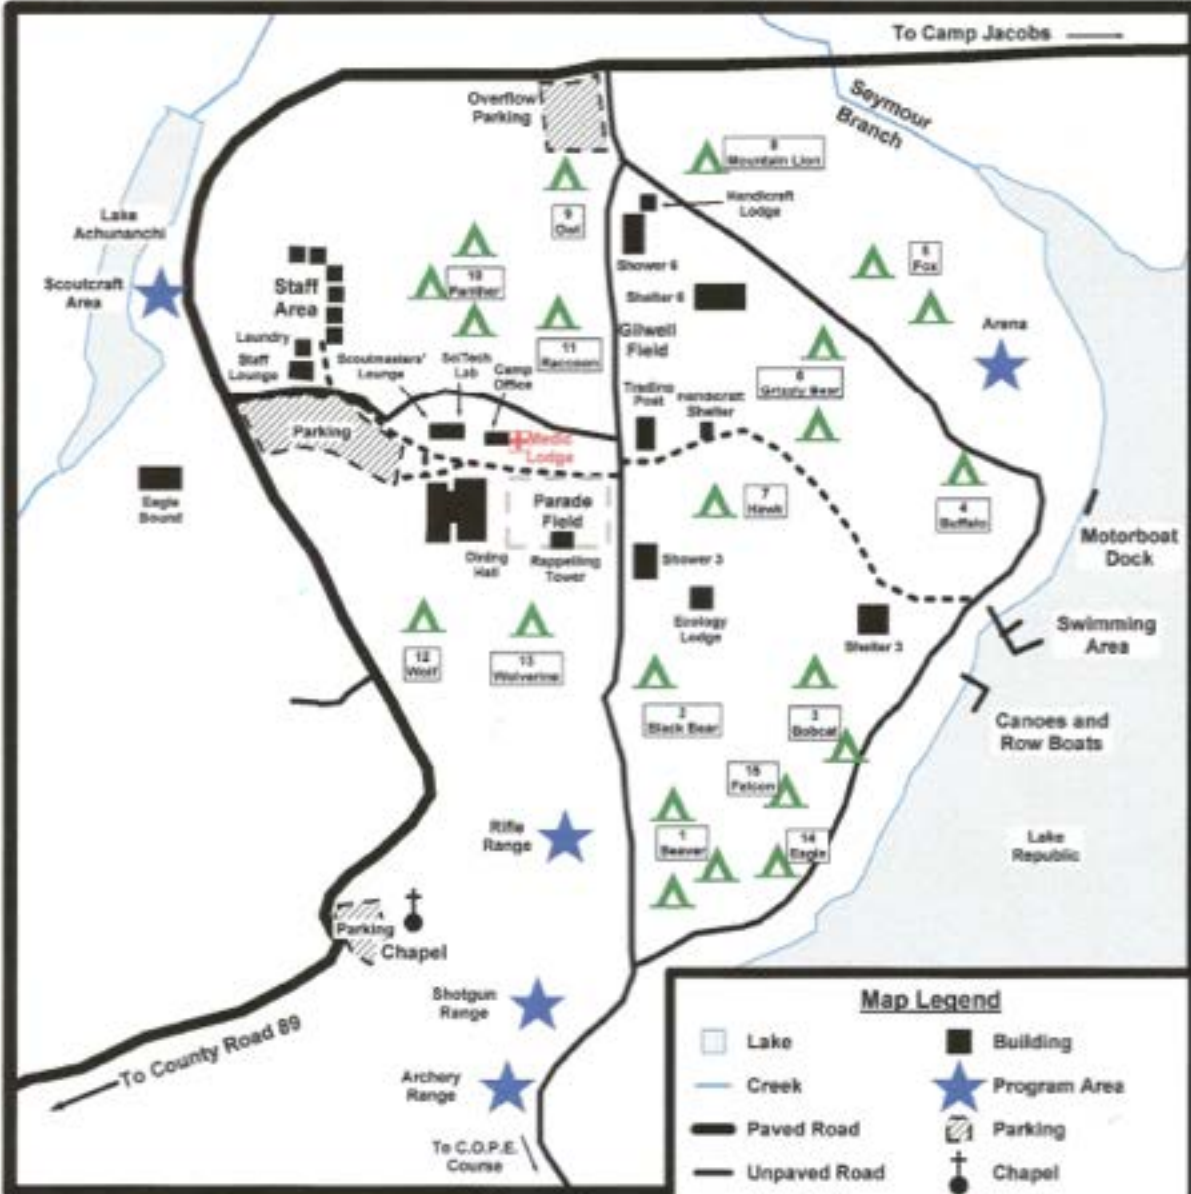 To Camp Jacobs
Seymour
Branch
Overflow
Parking
8
Mountain Lion
Handicraft
Lodge
9
Owl
Lake
Achunanchi
Scoutcraft
Area
Staff
Area
10
Panther
Shower 6
5
Fox
Shelter 6
Arena
Gilwell
Field
11
Raccoon
Laundry
Staff
Lounge
Scoutmasters'
Lounge
Sci/Tech
Lab
Camp
Office
6
Grizzly Bear
Trading
Post
Handicraft
Shelter
Parking
Medic
Lodge
Eagle
Bound
Parade
Field
7
Hawk
4
Buffalo
Motorboat
Dock
Dining
Hall
Rappelling
Tower
Shower 3
Ecology
Lodge
Shelter 3
Swimming
Area
12
Wolf
13
Wolverine
2
Black Bear
3
Bobcat
Canoes and
Row Boats
15
Falcon
Rifle
Range
1
Beaver
14
Eagle
Lake
Republic
Parking
Chapel
Shotgun
Range
To County Road 89
Archery
Range
To C.O.P.E.
Course
Map Legend
Lake
Building
Creek
Program Area
Paved Road
Parking
Unpaved Road
Chapel